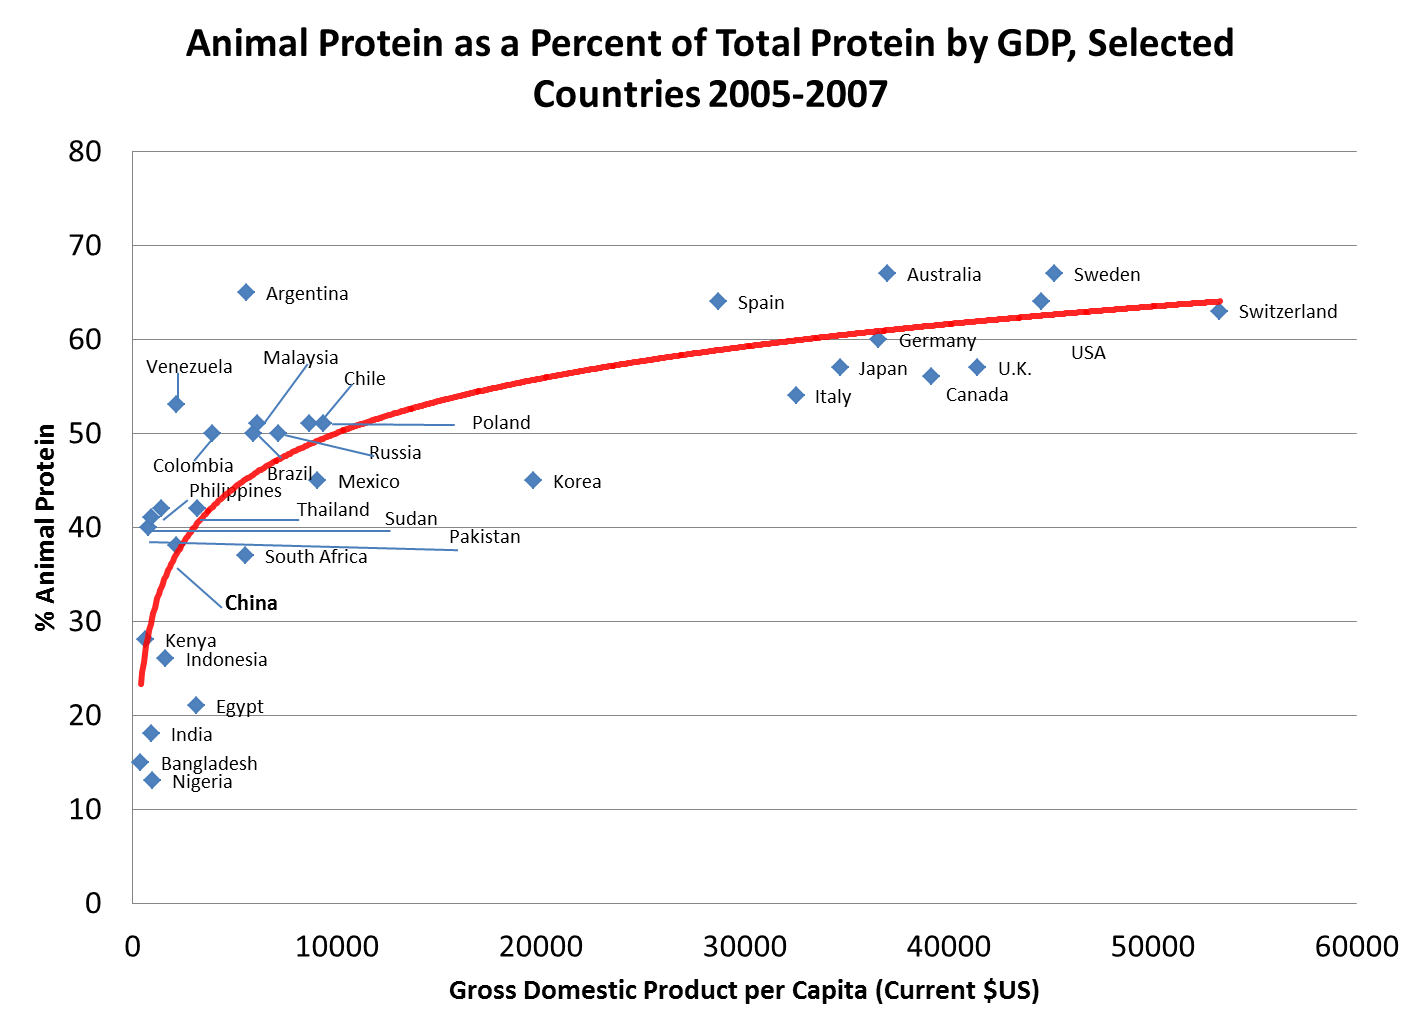 Animal Protein as a Percent of Total Protein by GDP, Selected
Countries 2005-2007
80
70
60
50
40
30
20
10
0
% Animal Protein
Australia
Sweden
Argentina
Spain
Switzerland
Germany
USA
Malaysia
Venezuela
Japan
U.K.
Chile
Canada
Italy
Poland
Russia
Colombia
Brazil
Mexico
Korea
Philippines
Thailand
Sudan
Pakistan
South Africa
China
Kenya
Indonesia
Egypt
India
Bangladesh
Nigeria
0 10000 20000 30000 40000 50000 60000
Gross Domestic Product per Capita (Current $US)